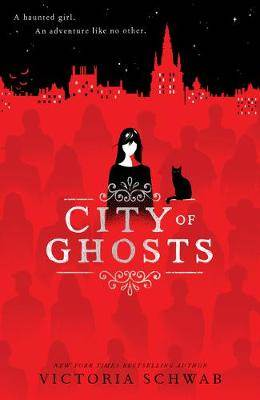 A haunted girl.
An adventure like no other.
CITY OF
GHOSTS
NEW YORK TIMES BESTSELLING AUTHOR
VICTORIA SCHWAB